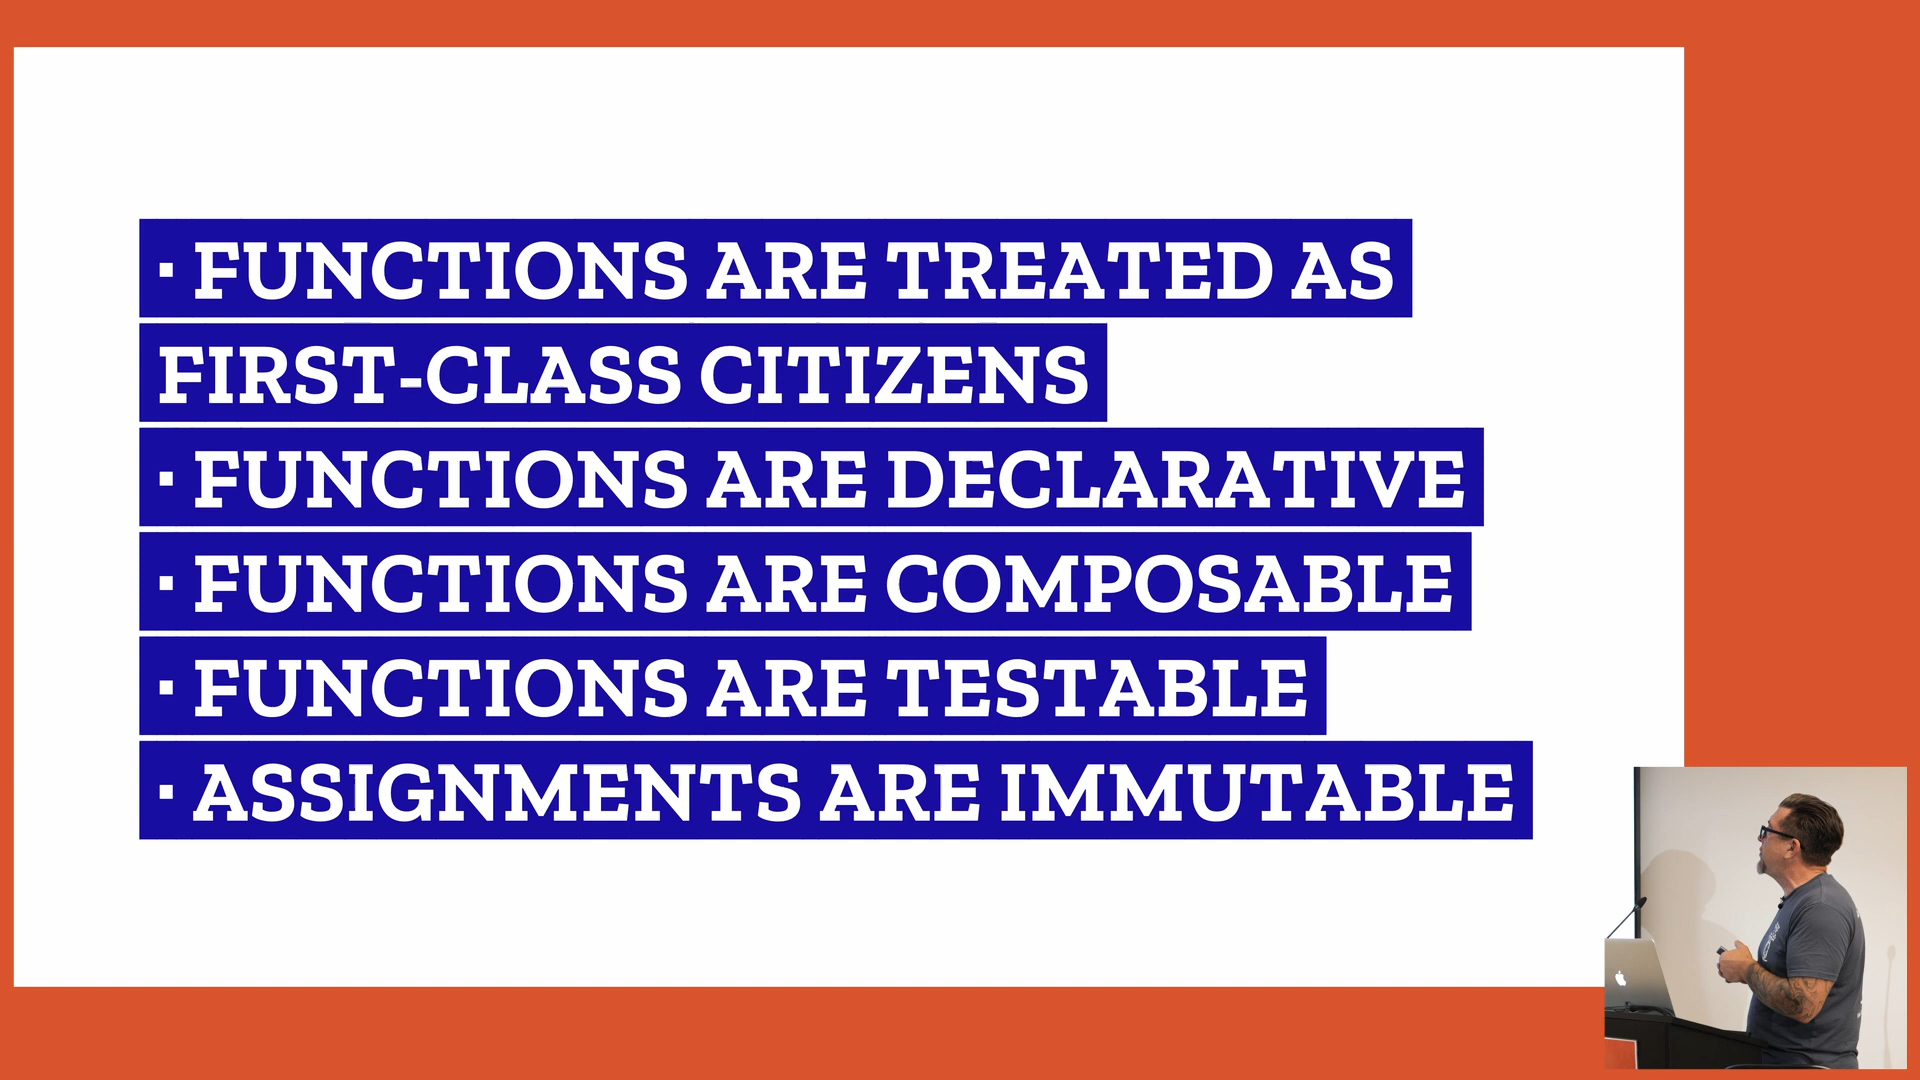 · FUNCTIONS ARE TREATED AS
FIRST-CLASS CITIZENS
· FUNCTIONS ARE DECLARATIVE
· FUNCTIONS ARE COMPOSABLE
· FUNCTIONS ARE TESTABLE
· ASSIGNMENTS ARE IMMUTABLE